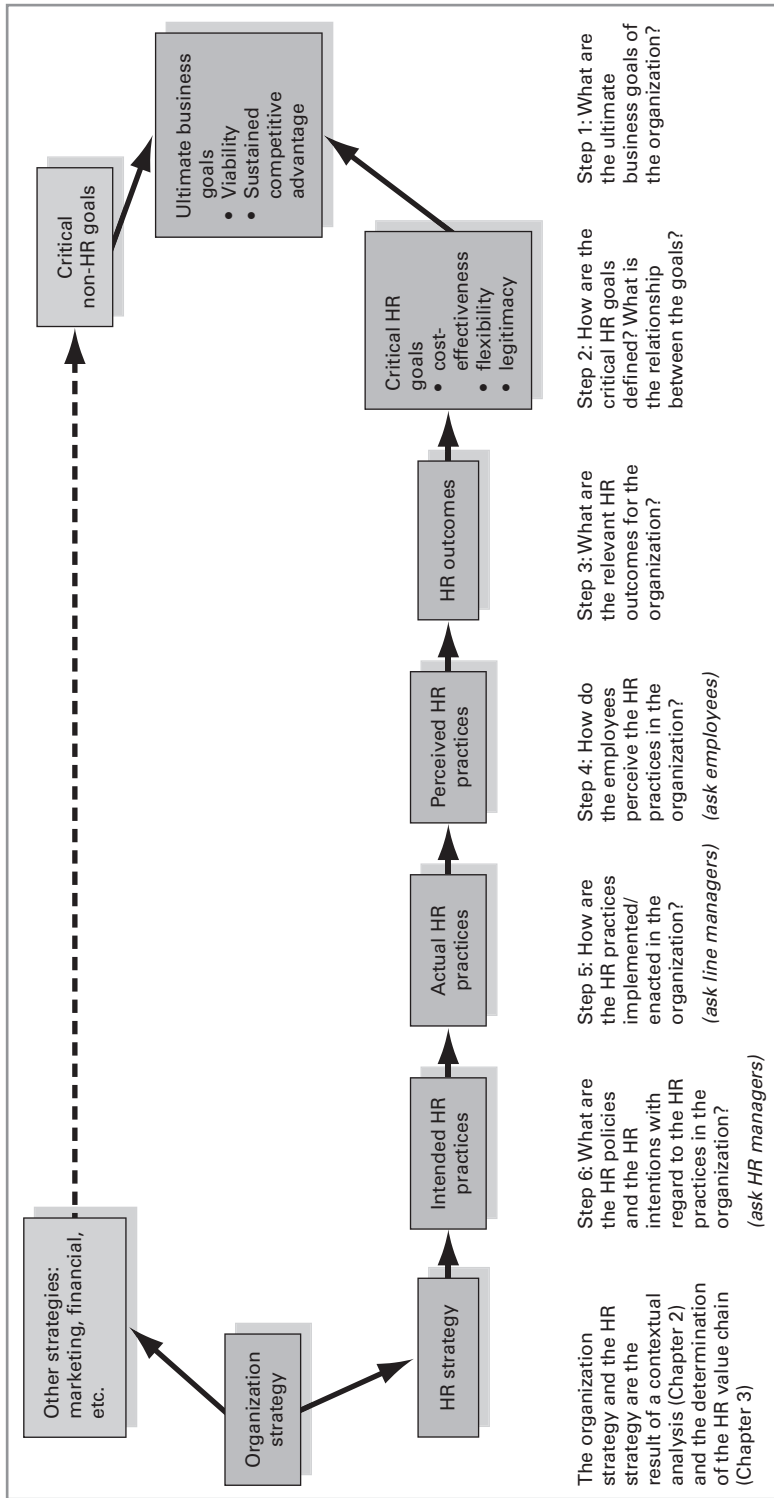 Other strategies:
marketing, financial,
etc.
Critical
non-HR goals
Organization
strategy
Ultimate business
goals
• Viability
• Sustained
competitive
advantage
HR strategy
Intended HR
practices
Actual HR
practices
Perceived HR
practices
HR outcomes
Critical HR
goals
• cost-
effectiveness
• flexibility
• legitimacy
The organization
strategy and the HR
strategy are the
result of a contextual
analysis (Chapter 2)
and the determination
of the HR value chain
(Chapter 3)
Step 6: What are
the HR policies
and the HR
intentions with
regard to the HR
practices in the
organization?
(ask HR managers)
Step 5: How are
the HR practices
implemented/
enacted in the
organization?
(ask line managers)
Step 4: How do
the employees
perceive the HR
practices in the
organization?
(ask employees)
Step 3: What are
the relevant HR
outcomes for the
organization?
Step 2: How are the
critical HR goals
defined? What is
the relationship
between the goals?
Step 1: What are
the ultimate
business goals of
the organization?